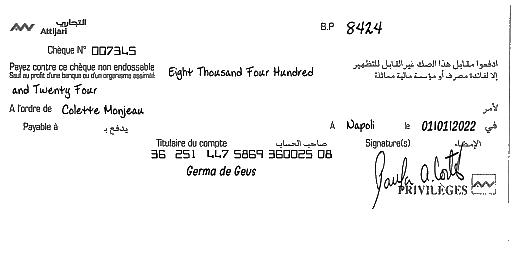 التجاري
Attijari
B.P 8424
Chèque N° 007345
Payez contre ce chèque non endossable
Sauf au profit d'une banque ou d'un organisme assimilé
Eight Thousand Four Hundred
and Twenty Four
ادفعوا مقابل هذا الصك غير القابل للتظهير
إلا لفائدة مصرف أو مؤسسة مالية مماثلة
A l'ordre de Colette Monjeau
لأمر
Payable à يدفع بـ
A Napoli le 01/01/2022 في
Titulaire du compte صاحب الحساب
Signature(s) الإمضاء
36 251 447 5869 360025 08
Germa de Geus
PRIVILÈGES